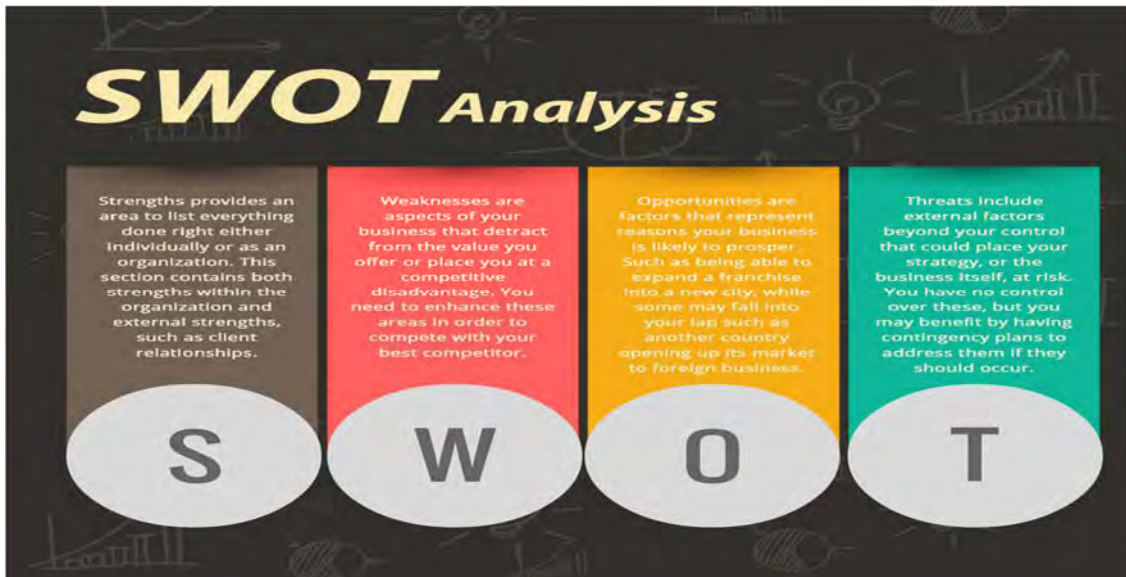 SWOT Analysis
Strengths provides an
area to list everything
done right either
individually or as an
organization. This
section contains both
strengths within the
organization and
external strengths,
such as client
relationships.
Weaknesses are
aspects of your
business that detract
from the value you
offer or place you at a
competitive
disadvantage. You
need to enhance these
areas in order to
compete with your
best competitor.
Opportunities are
factors that represent
reasons your business
is likely to prosper.
Such as being able to
expand a franchise
into a new city, while
some may fall into
your lap such as
another country
opening up its market
to foreign business.
Threats include
external factors
beyond your control
that could place your
strategy, or the
business itself, at risk.
You have no control
over these, but you
may benefit by having
contingency plans to
address them if they
should occur.
S
W
O
T